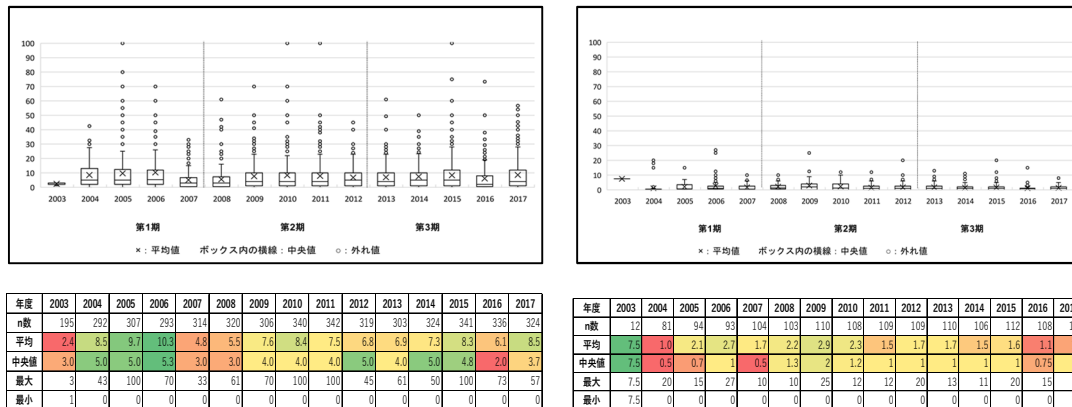 100
90
80
70
60
50
40
30
20
10
0
2003 2004 2005 2006 2007 2008 2009 2010 2011 2012 2013 2014 2015 2016 2017
第1期 第2期 第3期
×：平均値 ボックス内の横線：中央値 ○：外れ値
年度 2003 2004 2005 2006 2007 2008 2009 2010 2011 2012 2013 2014 2015 2016 2017
n数 195 292 307 293 314 320 306 340 342 319 303 324 341 336 324
平均 2.4 8.5 9.7 10.3 4.8 5.5 7.6 8.4 7.5 6.8 6.9 7.3 8.3 6.1 8.5
中央値 3.0 5.0 5.0 5.3 3.0 3.0 4.0 4.0 4.0 5.0 4.0 5.0 4.8 2.0 3.7
最大 3 43 100 70 33 61 70 100 100 45 61 50 100 73 57
最小 1 0 0 0 0 0 0 0 0 0 0 0 0 0 0
100
90
80
70
60
50
40
30
20
10
0
2003 2004 2005 2006 2007 2008 2009 2010 2011 2012 2013 2014 2015 2016 2017
第1期 第2期 第3期
×：平均値 ボックス内の横線：中央値 ○：外れ値
年度 2003 2004 2005 2006 2007 2008 2009 2010 2011 2012 2013 2014 2015 2016
n数 12 81 94 93 104 103 110 108 109 109 110 106 112 108
平均 7.5 1.0 2.1 2.7 1.7 2.2 2.9 2.3 1.5 1.7 1.7 1.5 1.6 1.1
中央値 7.5 0.5 0.7 1 0.5 1.3 2 1.2 1 1 1 1 1 0.75
最大 7.5 20 15 27 10 10 25 12 12 20 13 11 20 15
最小 7.5 0 0 0 0 0 0 0 0 0 0 0 0 0